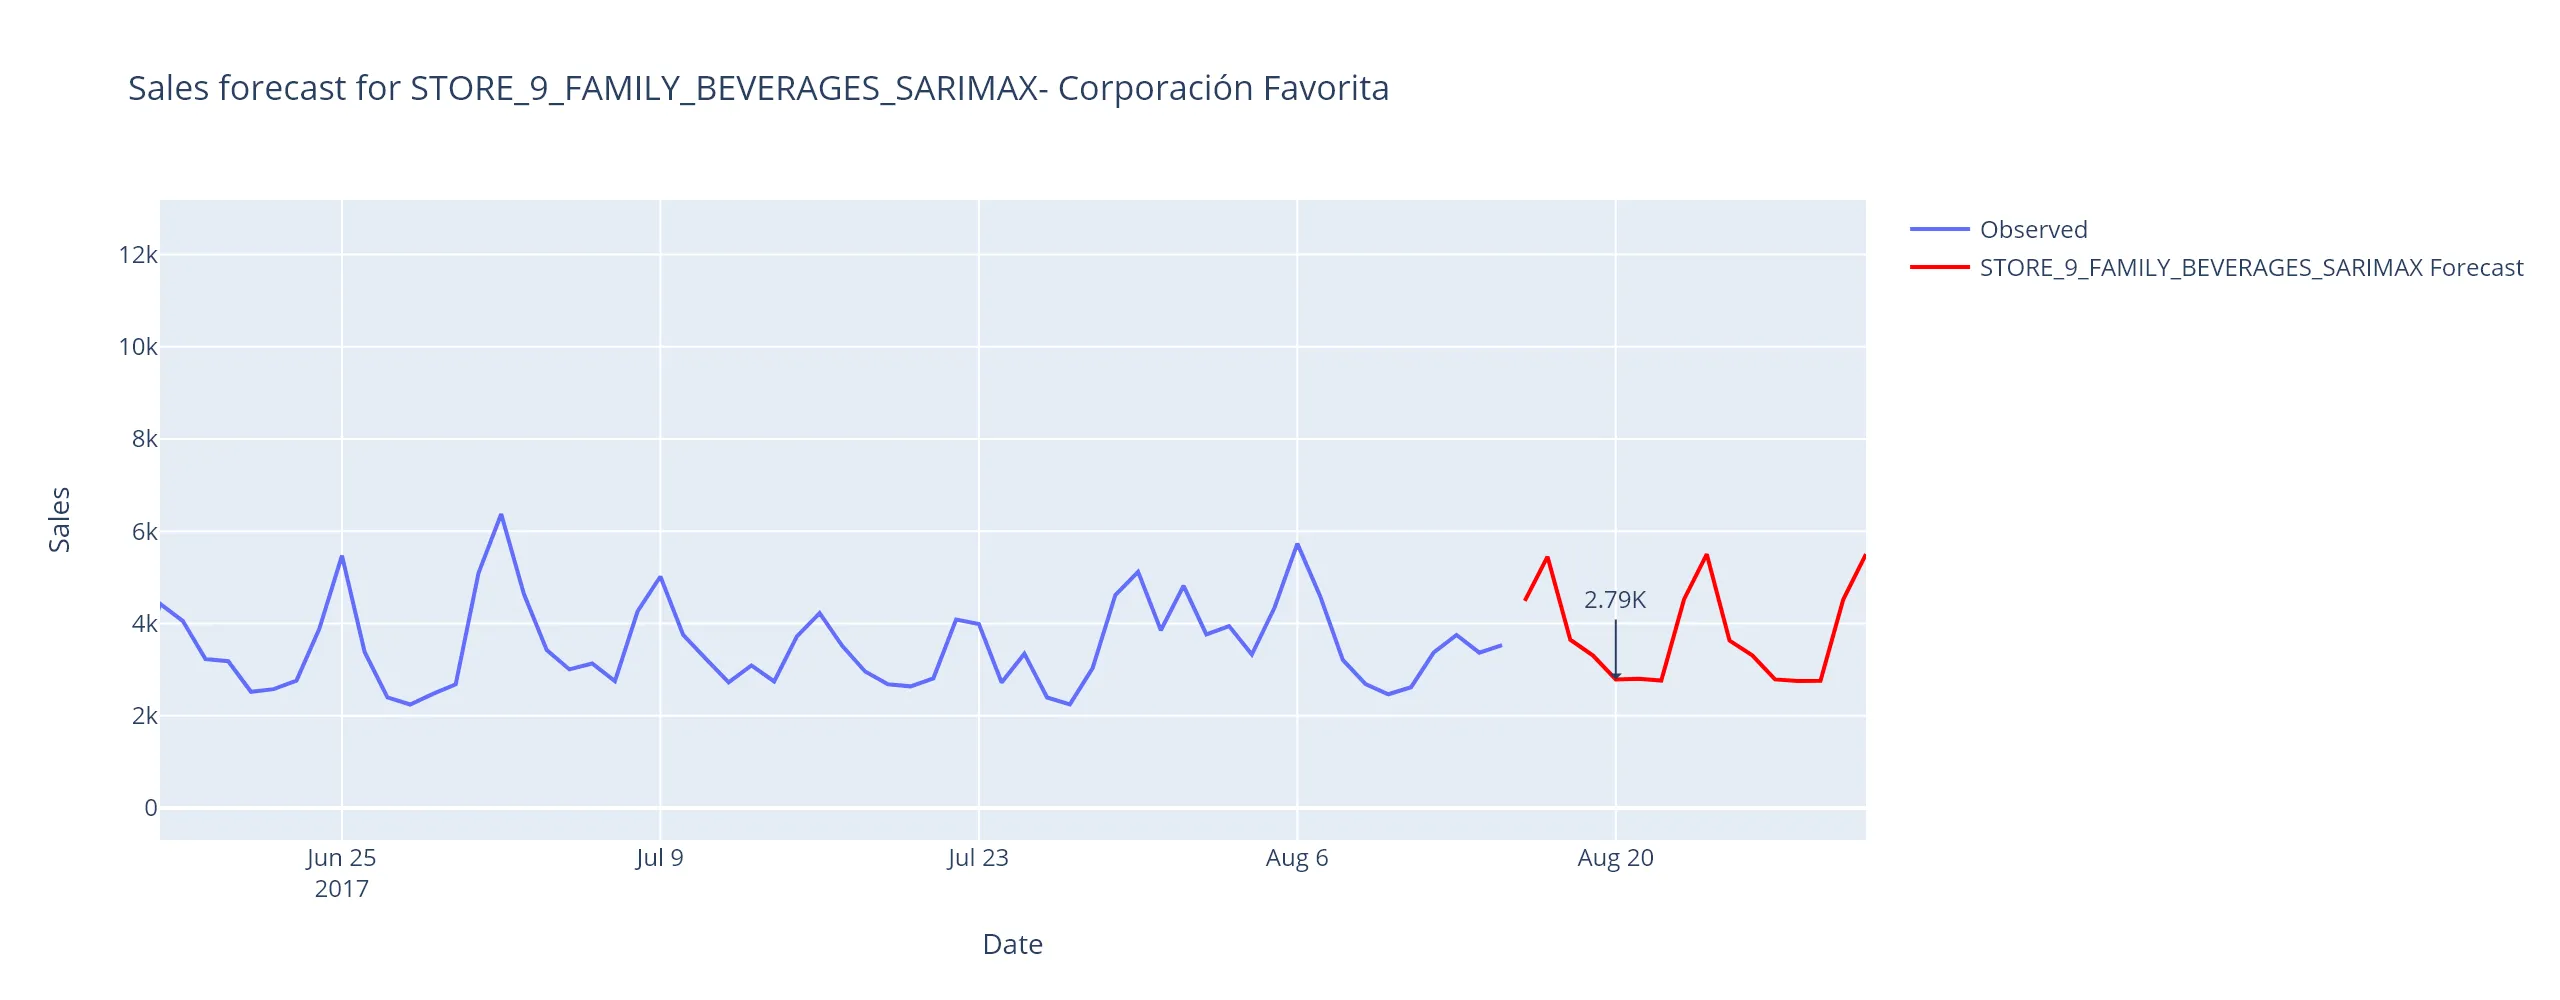 Sales forecast for STORE_9_FAMILY_BEVERAGES_SARIMAX- Corporación Favorita
Observed
STORE_9_FAMILY_BEVERAGES_SARIMAX Forecast
12k
10k
8k
6k
4k
2k
0
Sales
2.79K
Jun 25
2017
Jul 9
Jul 23
Aug 6
Aug 20
Date